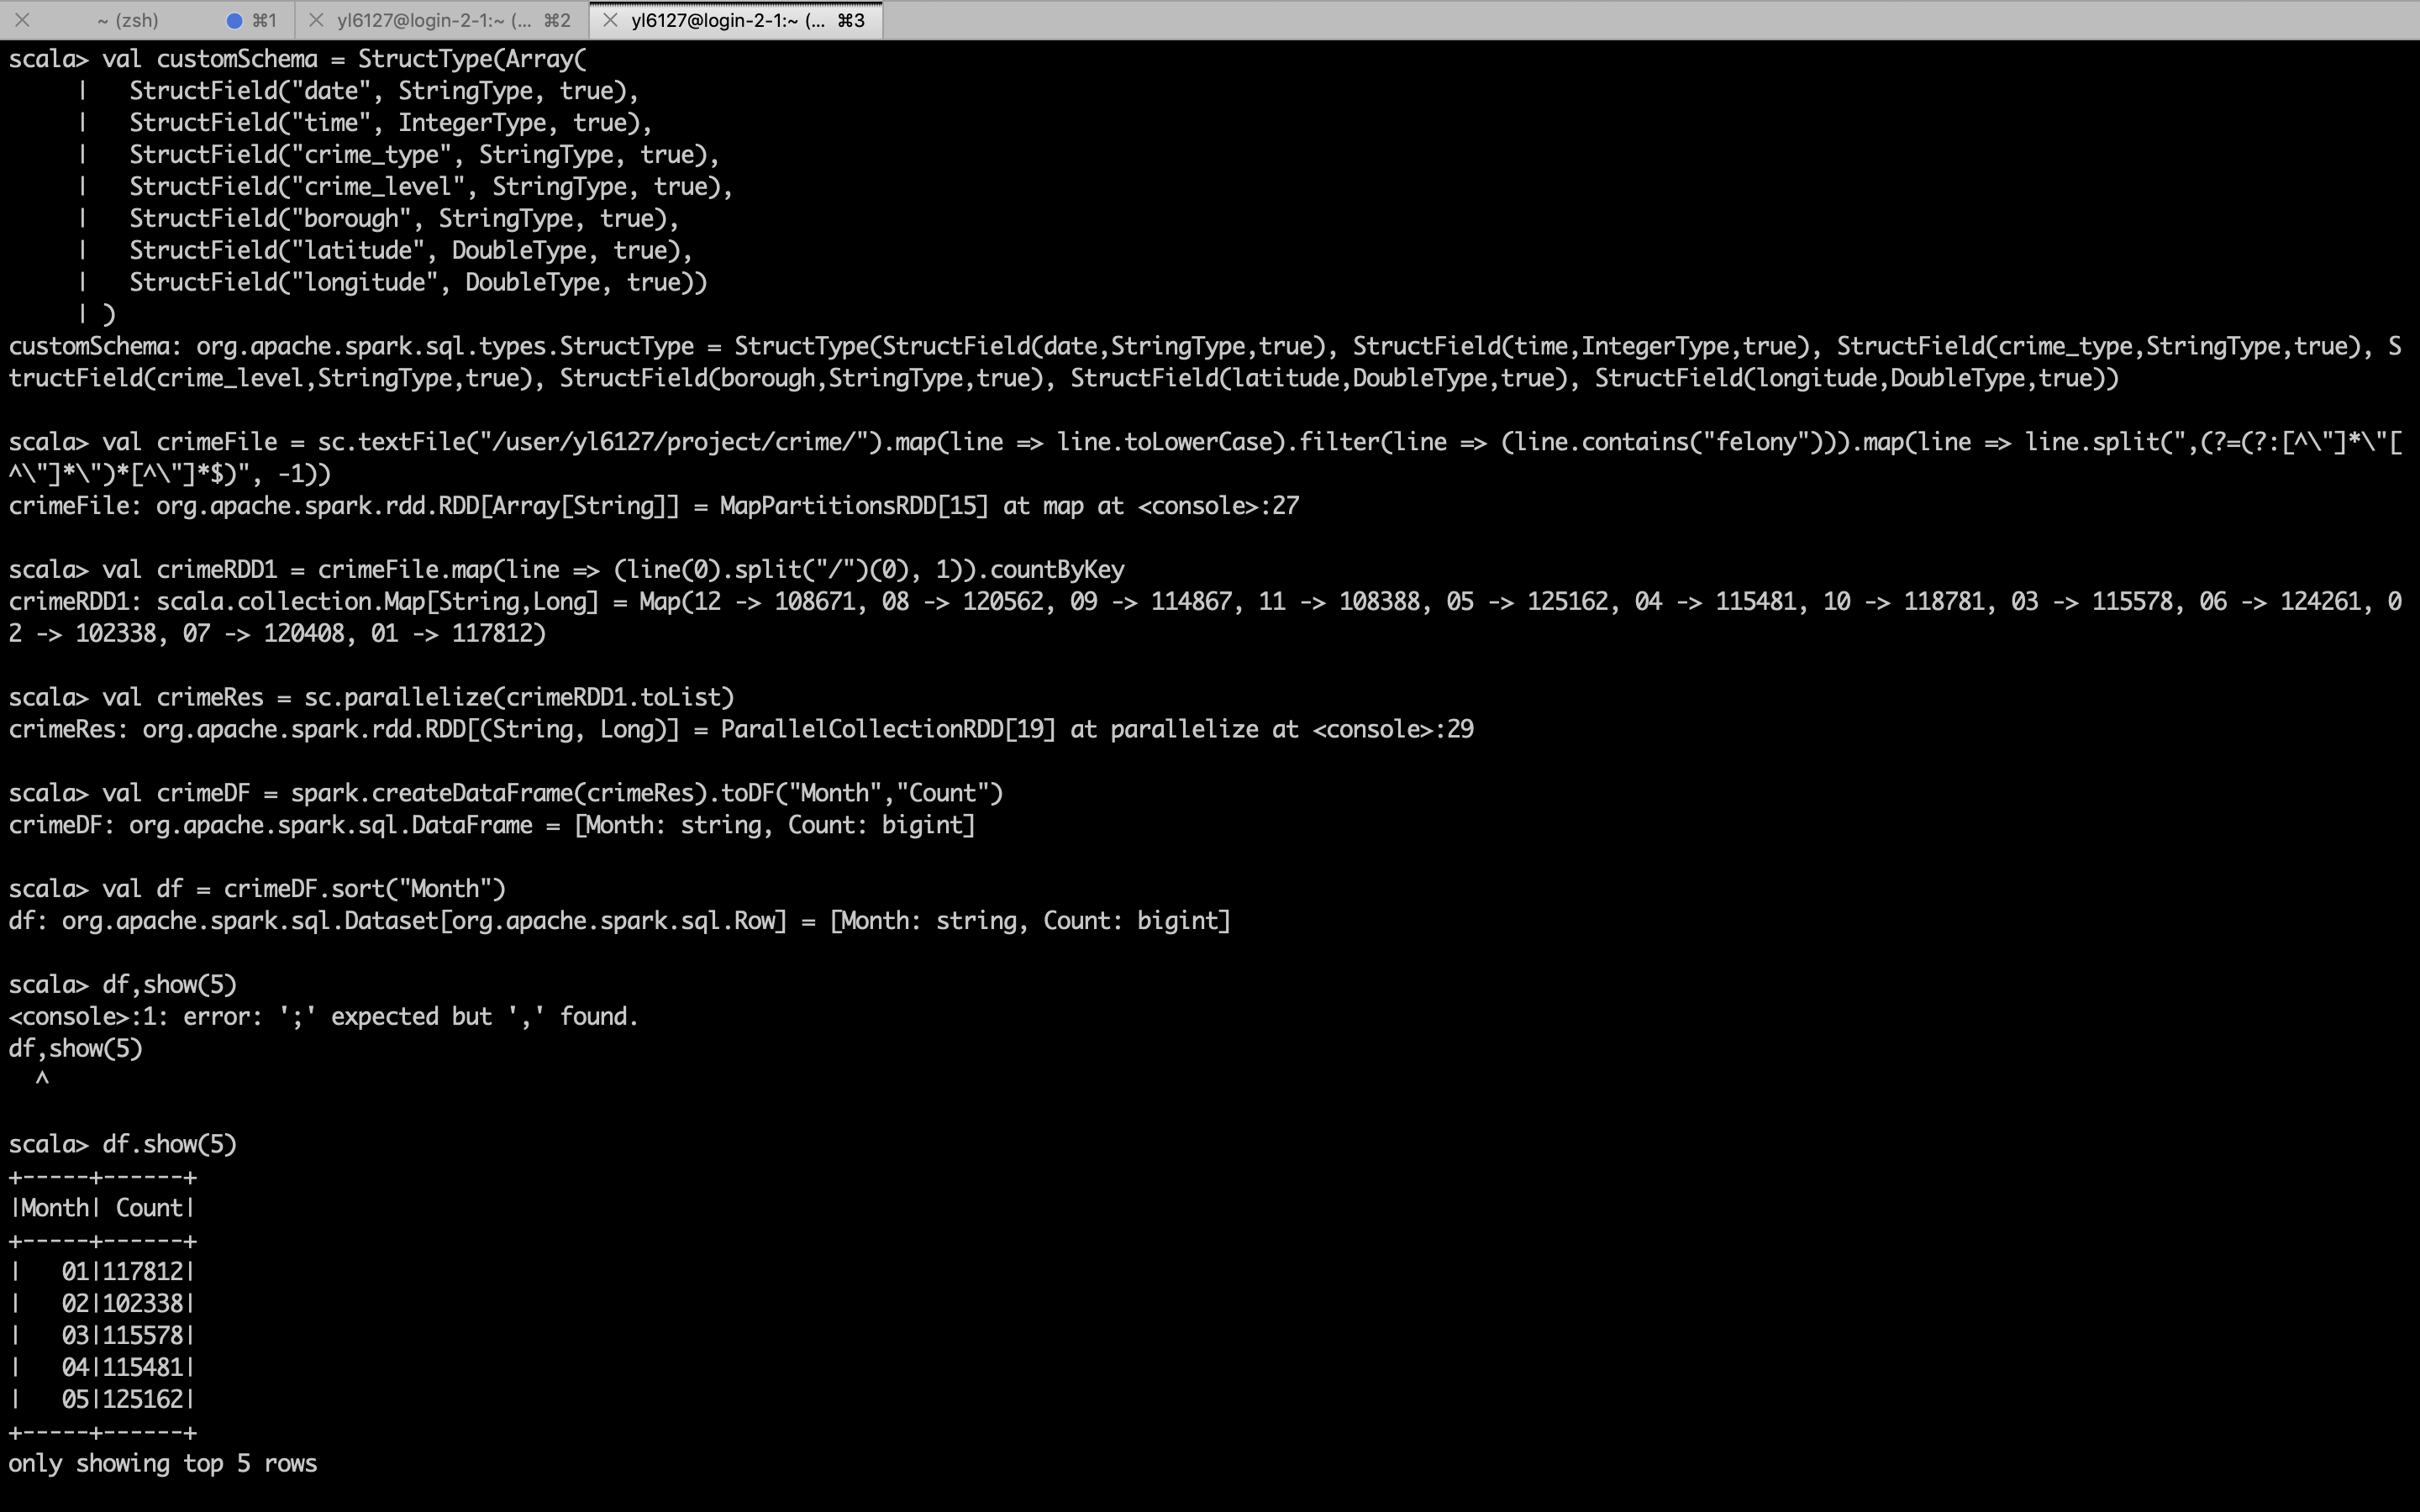 ~ (zsh) ⌘1 yl6127@login-2-1:~ (... ⌘2 yl6127@login-2-1:~ (... ⌘3
scala> val customSchema = StructType(Array(
     |   StructField("date", StringType, true),
     |   StructField("time", IntegerType, true),
     |   StructField("crime_type", StringType, true),
     |   StructField("crime_level", StringType, true),
     |   StructField("borough", StringType, true),
     |   StructField("latitude", DoubleType, true),
     |   StructField("longitude", DoubleType, true))
     | )
customSchema: org.apache.spark.sql.types.StructType = StructType(StructField(date,StringType,true), StructField(time,IntegerType,true), StructField(crime_type,StringType,true), S
tructField(crime_level,StringType,true), StructField(borough,StringType,true), StructField(latitude,DoubleType,true), StructField(longitude,DoubleType,true))
scala> val crimeFile = sc.textFile("/user/yl6127/project/crime/").map(line => line.toLowerCase).filter(line => (line.contains("felony"))).map(line => line.split(",(?=(?:[^\"]*\"[
^\"]*\")*[^\"]*$)", -1))
crimeFile: org.apache.spark.rdd.RDD[Array[String]] = MapPartitionsRDD[15] at map at <console>:27
scala> val crimeRDD1 = crimeFile.map(line => (line(0).split("/")(0), 1)).countByKey
crimeRDD1: scala.collection.Map[String,Long] = Map(12 -> 108671, 08 -> 120562, 09 -> 114867, 11 -> 108388, 05 -> 125162, 04 -> 115481, 10 -> 118781, 03 -> 115578, 06 -> 124261, 0
2 -> 102338, 07 -> 120408, 01 -> 117812)
scala> val crimeRes = sc.parallelize(crimeRDD1.toList)
crimeRes: org.apache.spark.rdd.RDD[(String, Long)] = ParallelCollectionRDD[19] at parallelize at <console>:29
scala> val crimeDF = spark.createDataFrame(crimeRes).toDF("Month","Count")
crimeDF: org.apache.spark.sql.DataFrame = [Month: string, Count: bigint]
scala> val df = crimeDF.sort("Month")
df: org.apache.spark.sql.Dataset[org.apache.spark.sql.Row] = [Month: string, Count: bigint]
scala> df,show(5)
<console>:1: error: ';' expected but ',' found.
df,show(5)
  ^
scala> df.show(5)
+-----+------+
|Month| Count|
+-----+------+
|   01|117812|
|   02|102338|
|   03|115578|
|   04|115481|
|   05|125162|
+-----+------+
only showing top 5 rows